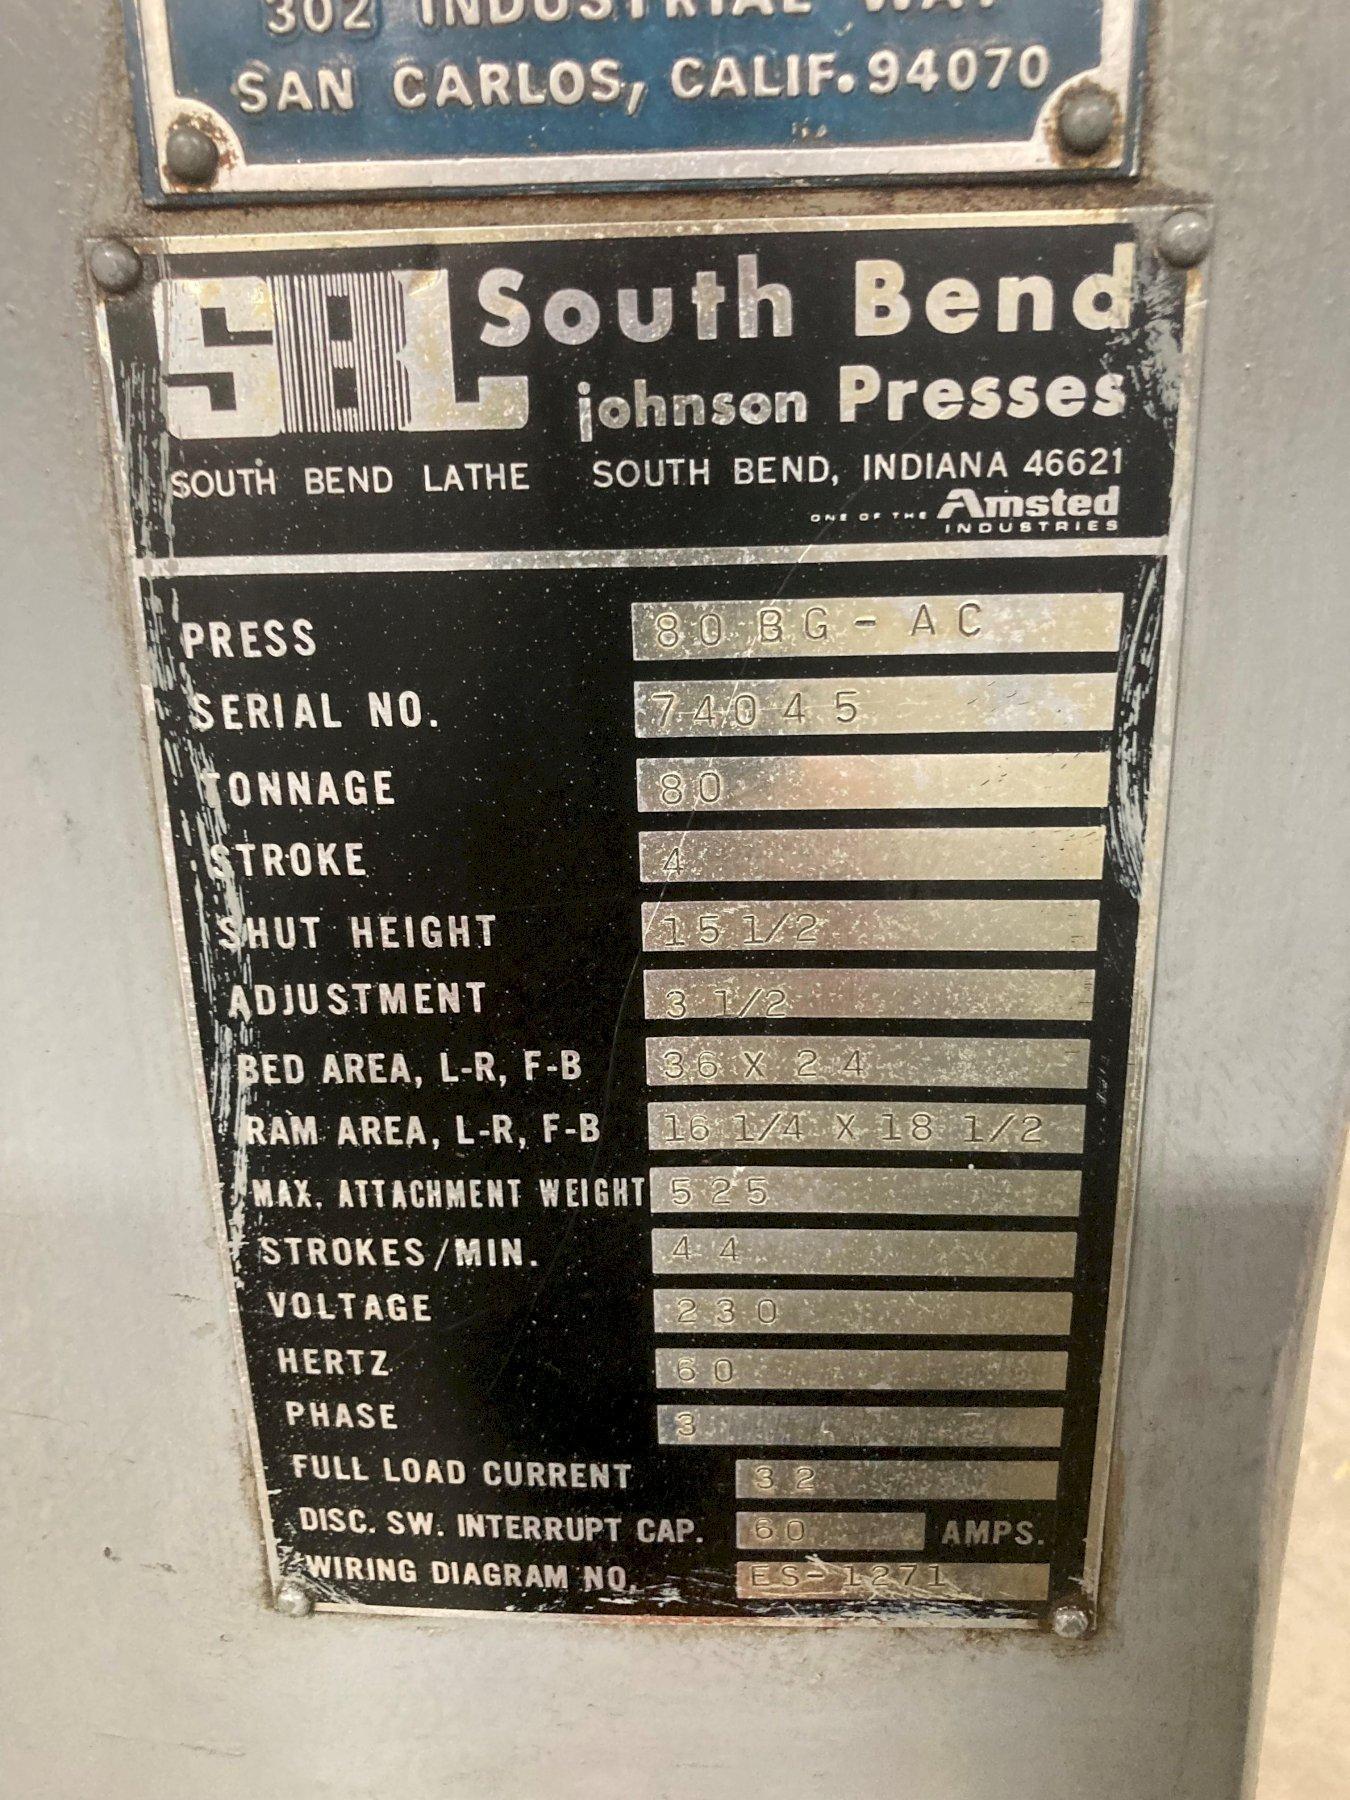 302 INDUSTRIAL WAY
SAN CARLOS, CALIF. 94070
SBL South Bend
johnson Presses
SOUTH BEND LATHE SOUTH BEND, INDIANA 46621
ONE OF THE Amsted
INDUSTRIES
PRESS 80 BG - AC
SERIAL NO. 74045
TONNAGE 80
STROKE 4
SHUT HEIGHT 15 1/2
ADJUSTMENT 3 1/2
BED AREA, L-R, F-B 36 X 24
RAM AREA, L-R, F-B 16 1/4 X 18 1/2
MAX. ATTACHMENT WEIGHT 525
STROKES/MIN. 44
VOLTAGE 230
HERTZ 60
PHASE 3
FULL LOAD CURRENT 32
DISC. SW. INTERRUPT CAP. 60 AMPS.
WIRING DIAGRAM NO. ES-1271